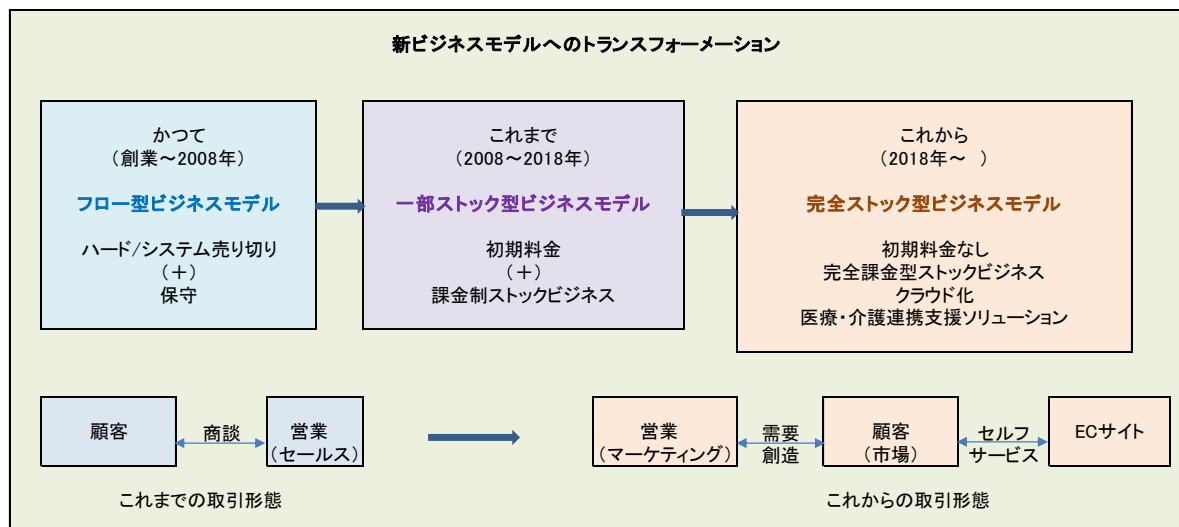 新ビジネスモデルへのトランスフォーメーション
かつて
（創業～2008年）
フロー型ビジネスモデル
ハード/システム売り切り
（＋）
保守
これまで
（2008～2018年）
一部ストック型ビジネスモデル
初期料金
（＋）
課金制ストックビジネス
これから
（2018年～　）
完全ストック型ビジネスモデル
初期料金なし
完全課金型ストックビジネス
クラウド化
医療・介護連携支援ソリューション
顧客
商談
営業
（セールス）
これまでの取引形態
営業
（マーケティング）
需要
創造
顧客
（市場）
セルフ
サービス
ECサイト
これからの取引形態